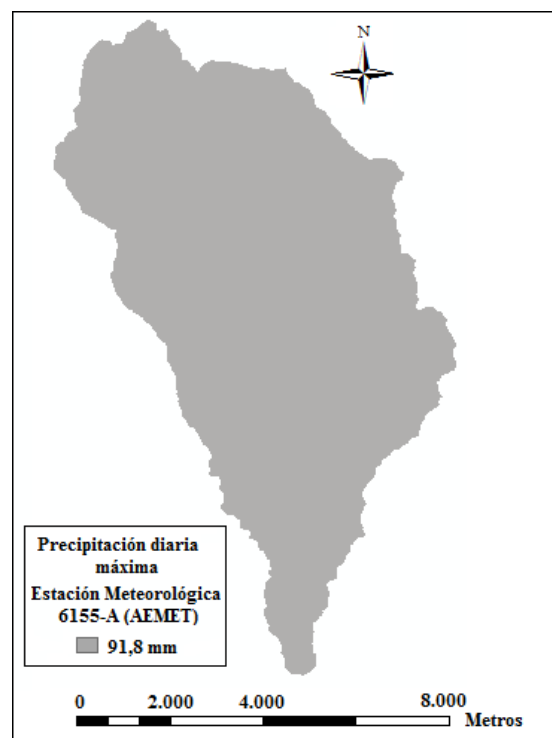 N
Precipitación diaria
máxima
Estación Meteorológica
6155-A (AEMET)
91,8 mm
0 2.000 4.000 8.000
Metros